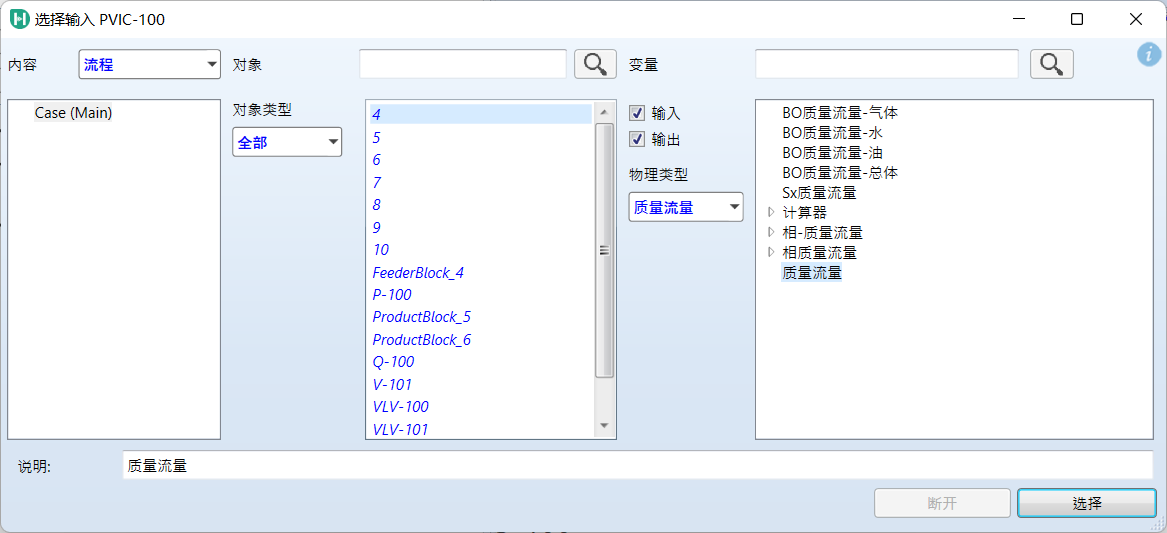 选择输入 PVIC-100
内容
流程
对象
变量
Case (Main)
对象类型
全部
4
5
6
7
8
9
10
FeederBlock_4
P-100
ProductBlock_5
ProductBlock_6
Q-100
V-101
VLV-100
VLV-101
输入
输出
物理类型
质量流量
BO质量流量-气体
BO质量流量-水
BO质量流量-油
BO质量流量-总体
Sx质量流量
计算器
相-质量流量
相质量流量
质量流量
说明:
质量流量
断开
选择